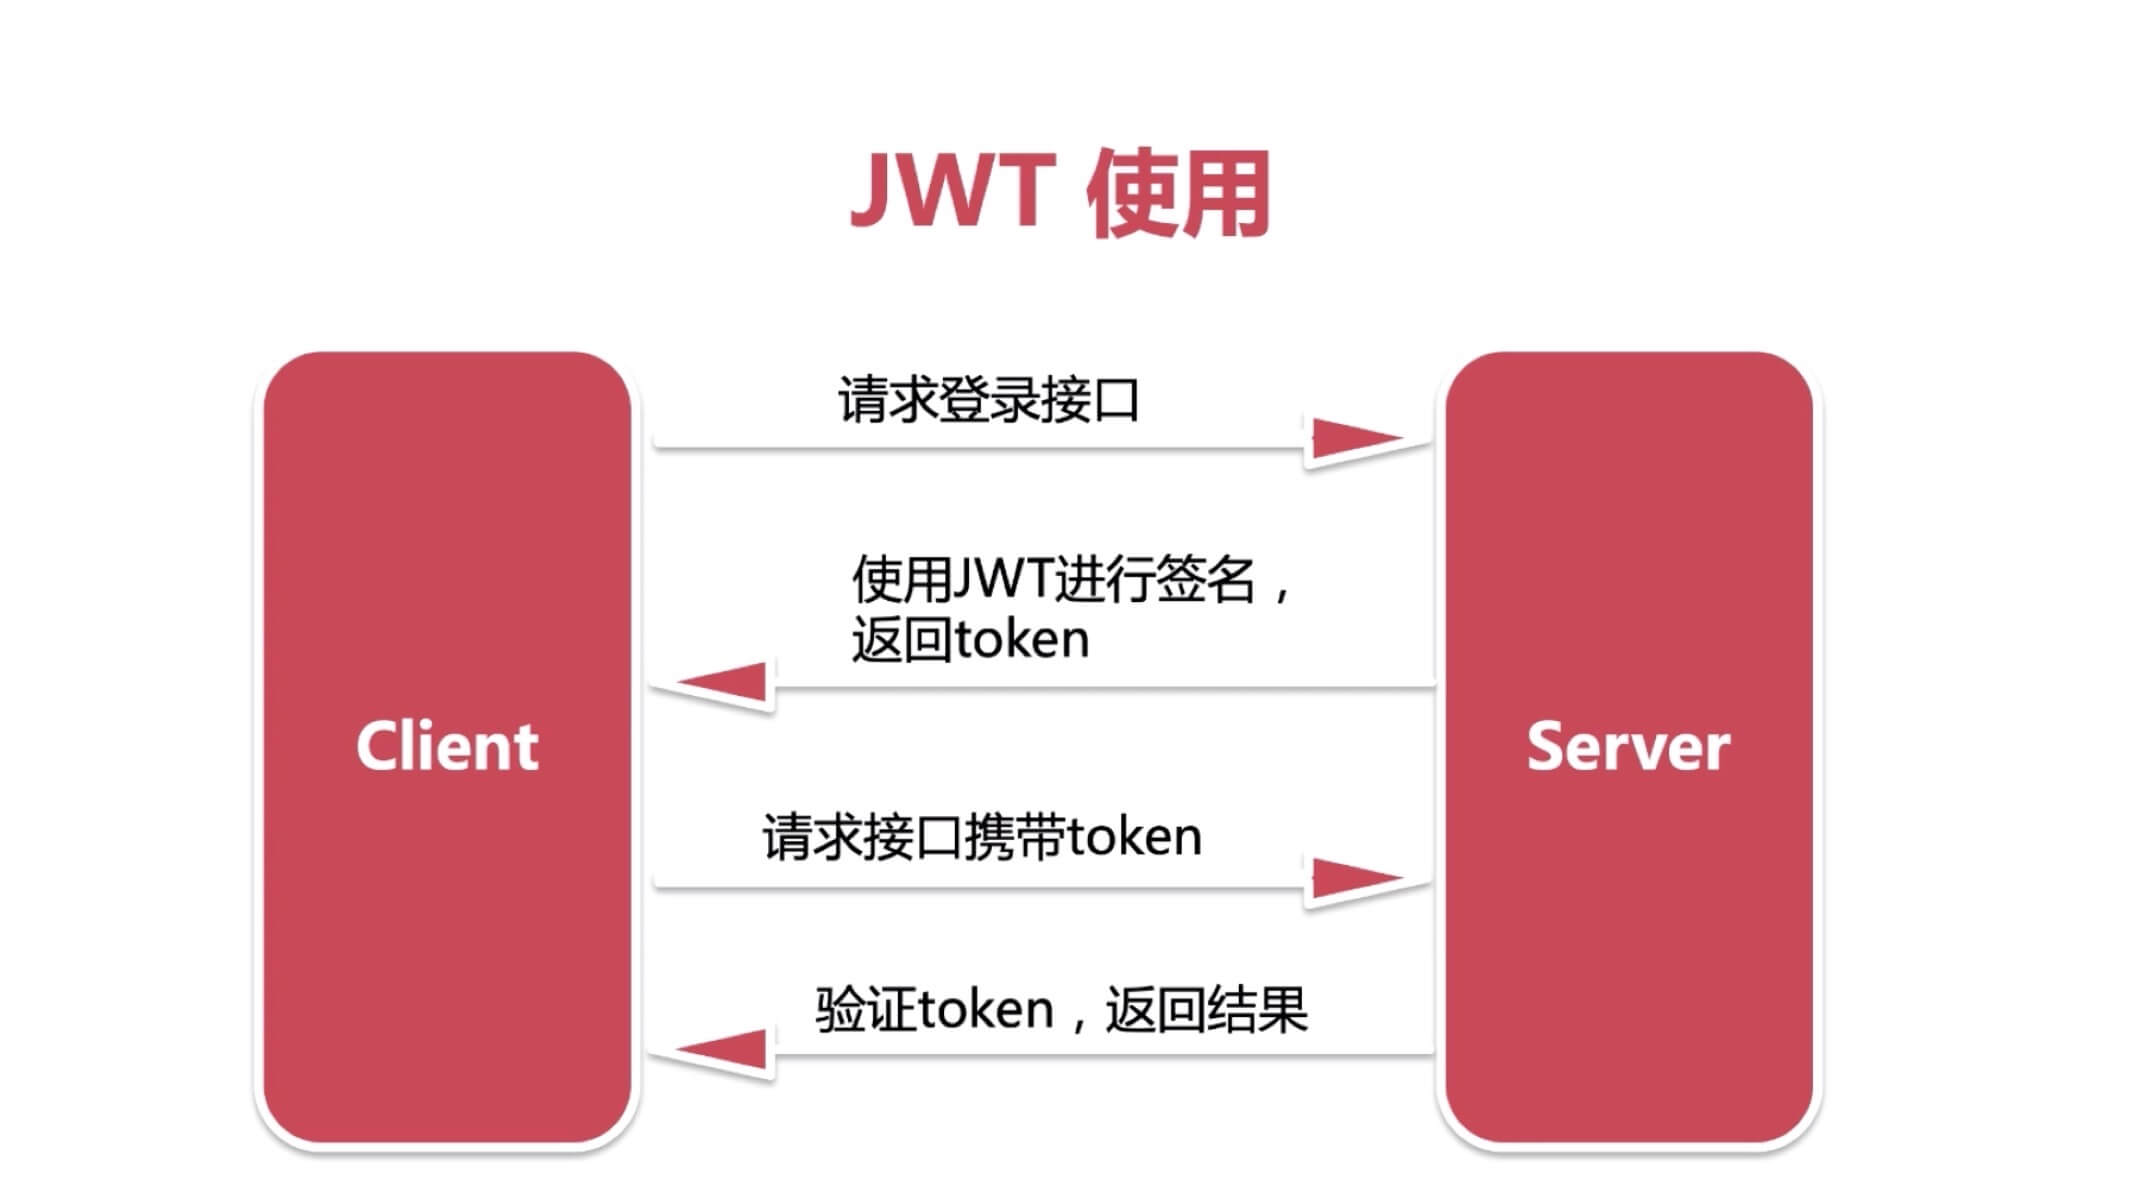 JWT 使用
请求登录接口
使用JWT进行签名，
返回token
Client
Server
请求接口携带token
验证token，返回结果